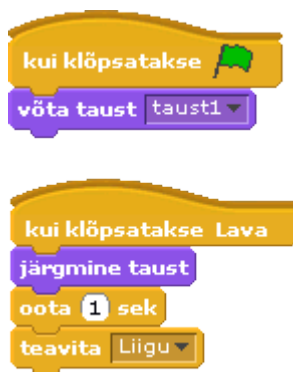 kui klõpsatakse
võta taust taust1
kui klõpsatakse Lava
järgmine taust
oota 1 sek
teavita Liigu